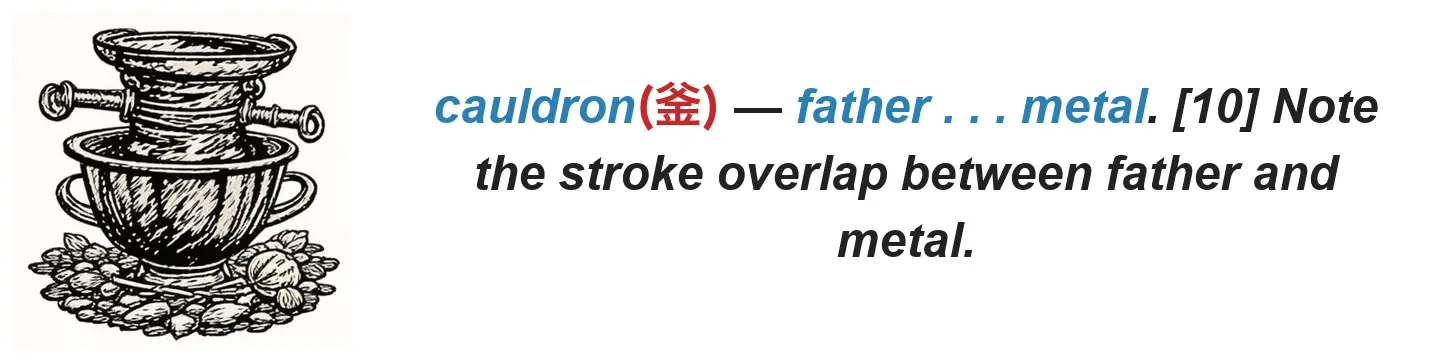 cauldron(釜) — father . . . metal. [10] Note
the stroke overlap between father and
metal.